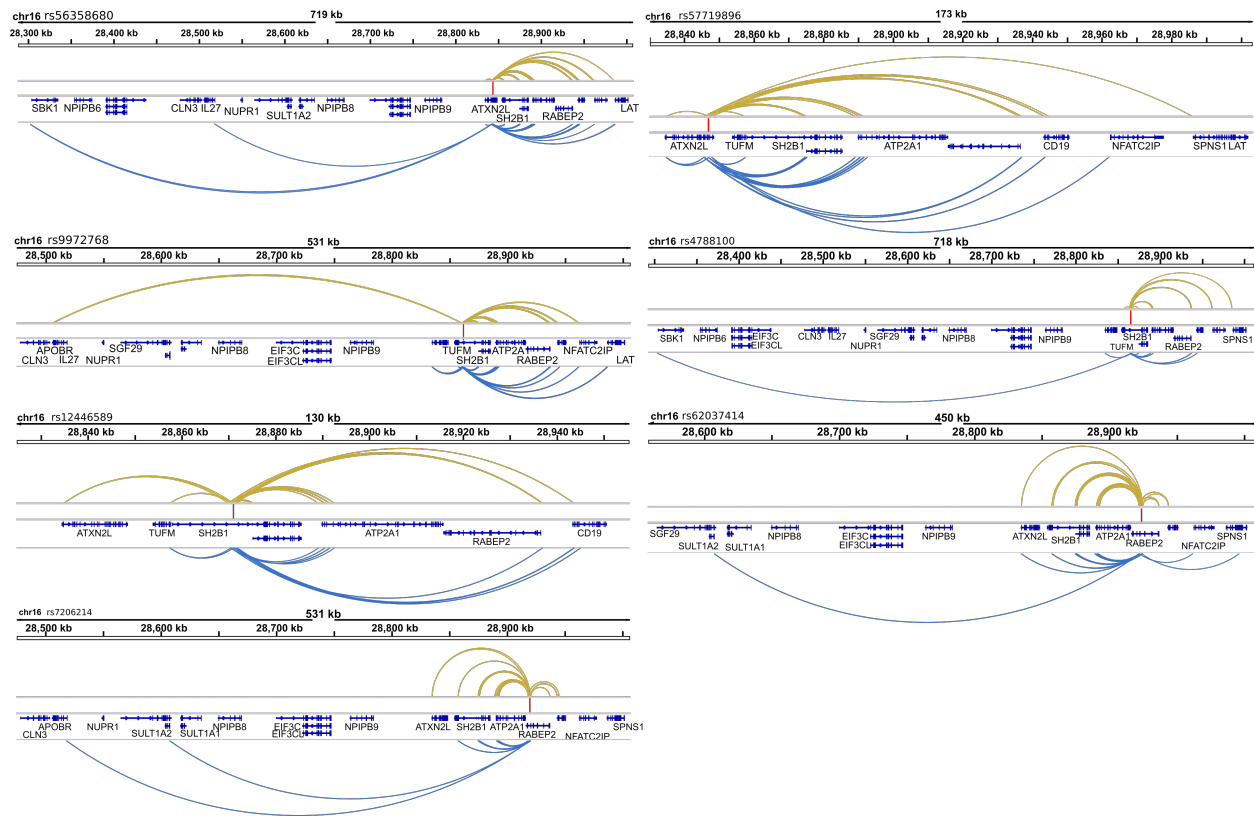 chr16 rs56358680 719 kb
28,300 kb 28,400 kb 28,500 kb 28,600 kb 28,700 kb 28,800 kb 28,900 kb
SBK1 NPIPB6 CLN3 IL27 NUPR1 SULT1A2 NPIPB8 NPIPB9 ATXN2L SH2B1 RABEP2 LAT
chr16 rs57719896 173 kb
28,840 kb 28,860 kb 28,880 kb 28,900 kb 28,920 kb 28,940 kb 28,960 kb 28,980 kb
ATXN2L TUFM SH2B1 ATP2A1 CD19 NFATC2IP SPNS1 LAT
chr16 rs9972768 531 kb
28,500 kb 28,600 kb 28,700 kb 28,800 kb 28,900 kb
APOBR SGF29 NPIPB8 EIF3C NPIPB9 TUFM ATP2A1 NFATC2IP
CLN3 IL27 NUPR1 EIF3CL SH2B1 RABEP2 LAT
chr16 rs4788100 718 kb
28,400 kb 28,500 kb 28,600 kb 28,700 kb 28,800 kb 28,900 kb
SBK1 NPIPB6 EIF3C CLN3 IL27 SGF29 NPIPB8 NPIPB9 SH2B1 RABEP2 SPNS1
EIF3CL NUPR1 TUFM
chr16 rs12446589 130 kb
28,840 kb 28,860 kb 28,880 kb 28,900 kb 28,920 kb 28,940 kb
ATXN2L TUFM SH2B1 ATP2A1 RABEP2 CD19
chr16 rs62037414 450 kb
28,600 kb 28,700 kb 28,800 kb 28,900 kb
SGF29 NPIPB8 EIF3C NPIPB9 ATXN2L SH2B1 ATP2A1 RABEP2 SPNS1
SULT1A2 SULT1A1 EIF3CL NFATC2IP
chr16 rs7206214 531 kb
28,500 kb 28,600 kb 28,700 kb 28,800 kb 28,900 kb
APOBR NUPR1 NPIPB8 EIF3C NPIPB9 ATXN2L SH2B1 ATP2A1 SPNS1
CLN3 SULT1A2 SULT1A1 EIF3CL RABEP2 NFATC2IP